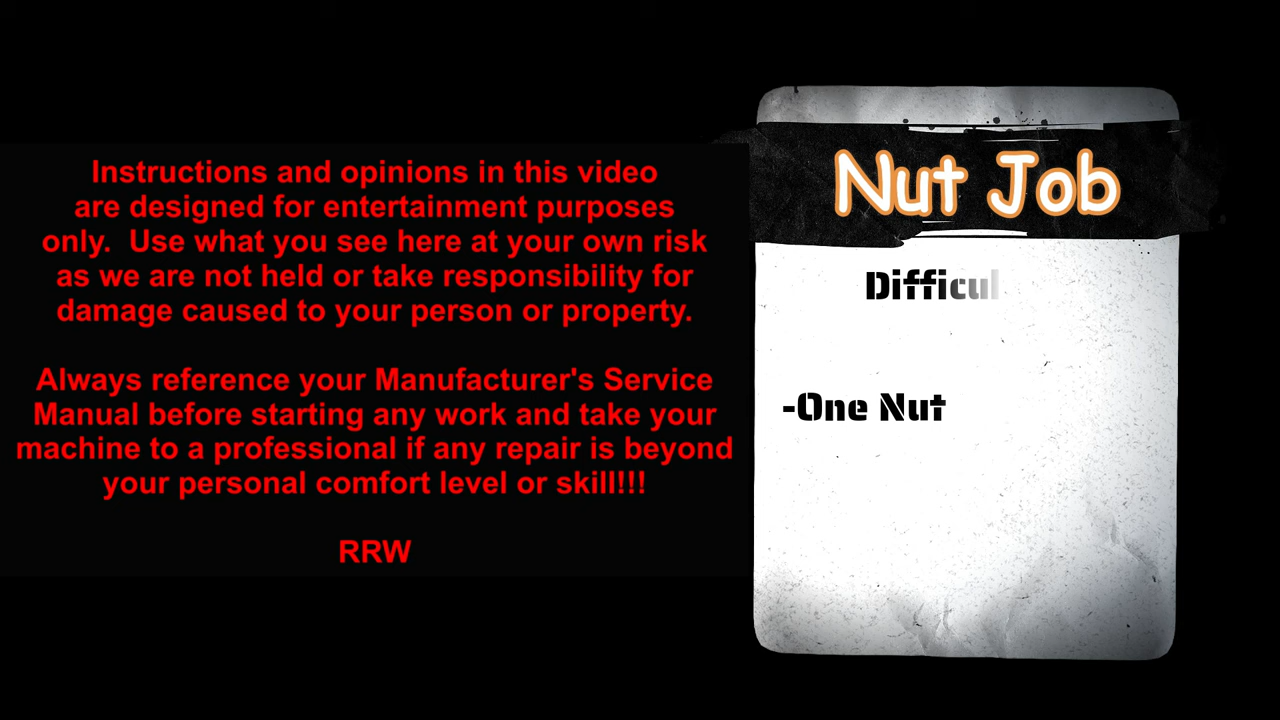 Instructions and opinions in this video
are designed for entertainment purposes
only.  Use what you see here at your own risk
as we are not held or take responsibility for
damage caused to your person or property.
Always reference your Manufacturer's Service
Manual before starting any work and take your
machine to a professional if any repair is beyond
your personal comfort level or skill!!!
RRW
Nut Job
Difficul
-One Nut